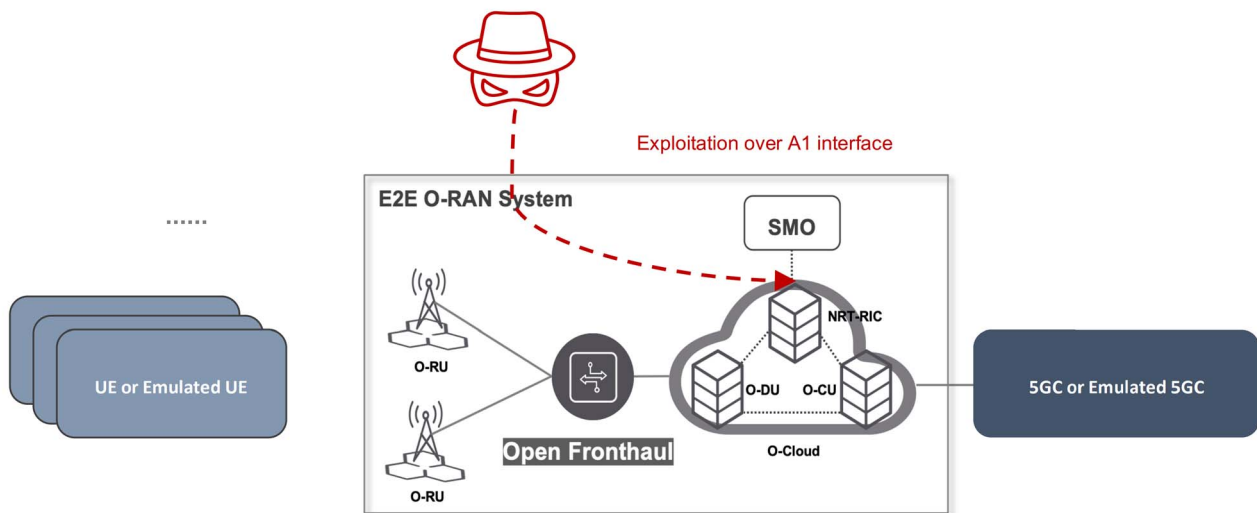 Exploitation over A1 interface
E2E O-RAN System
......
SMO
NRT-RIC
O-RU
O-DU
O-CU
UE or Emulated UE
5GC or Emulated 5GC
Open Fronthaul
O-Cloud
O-RU